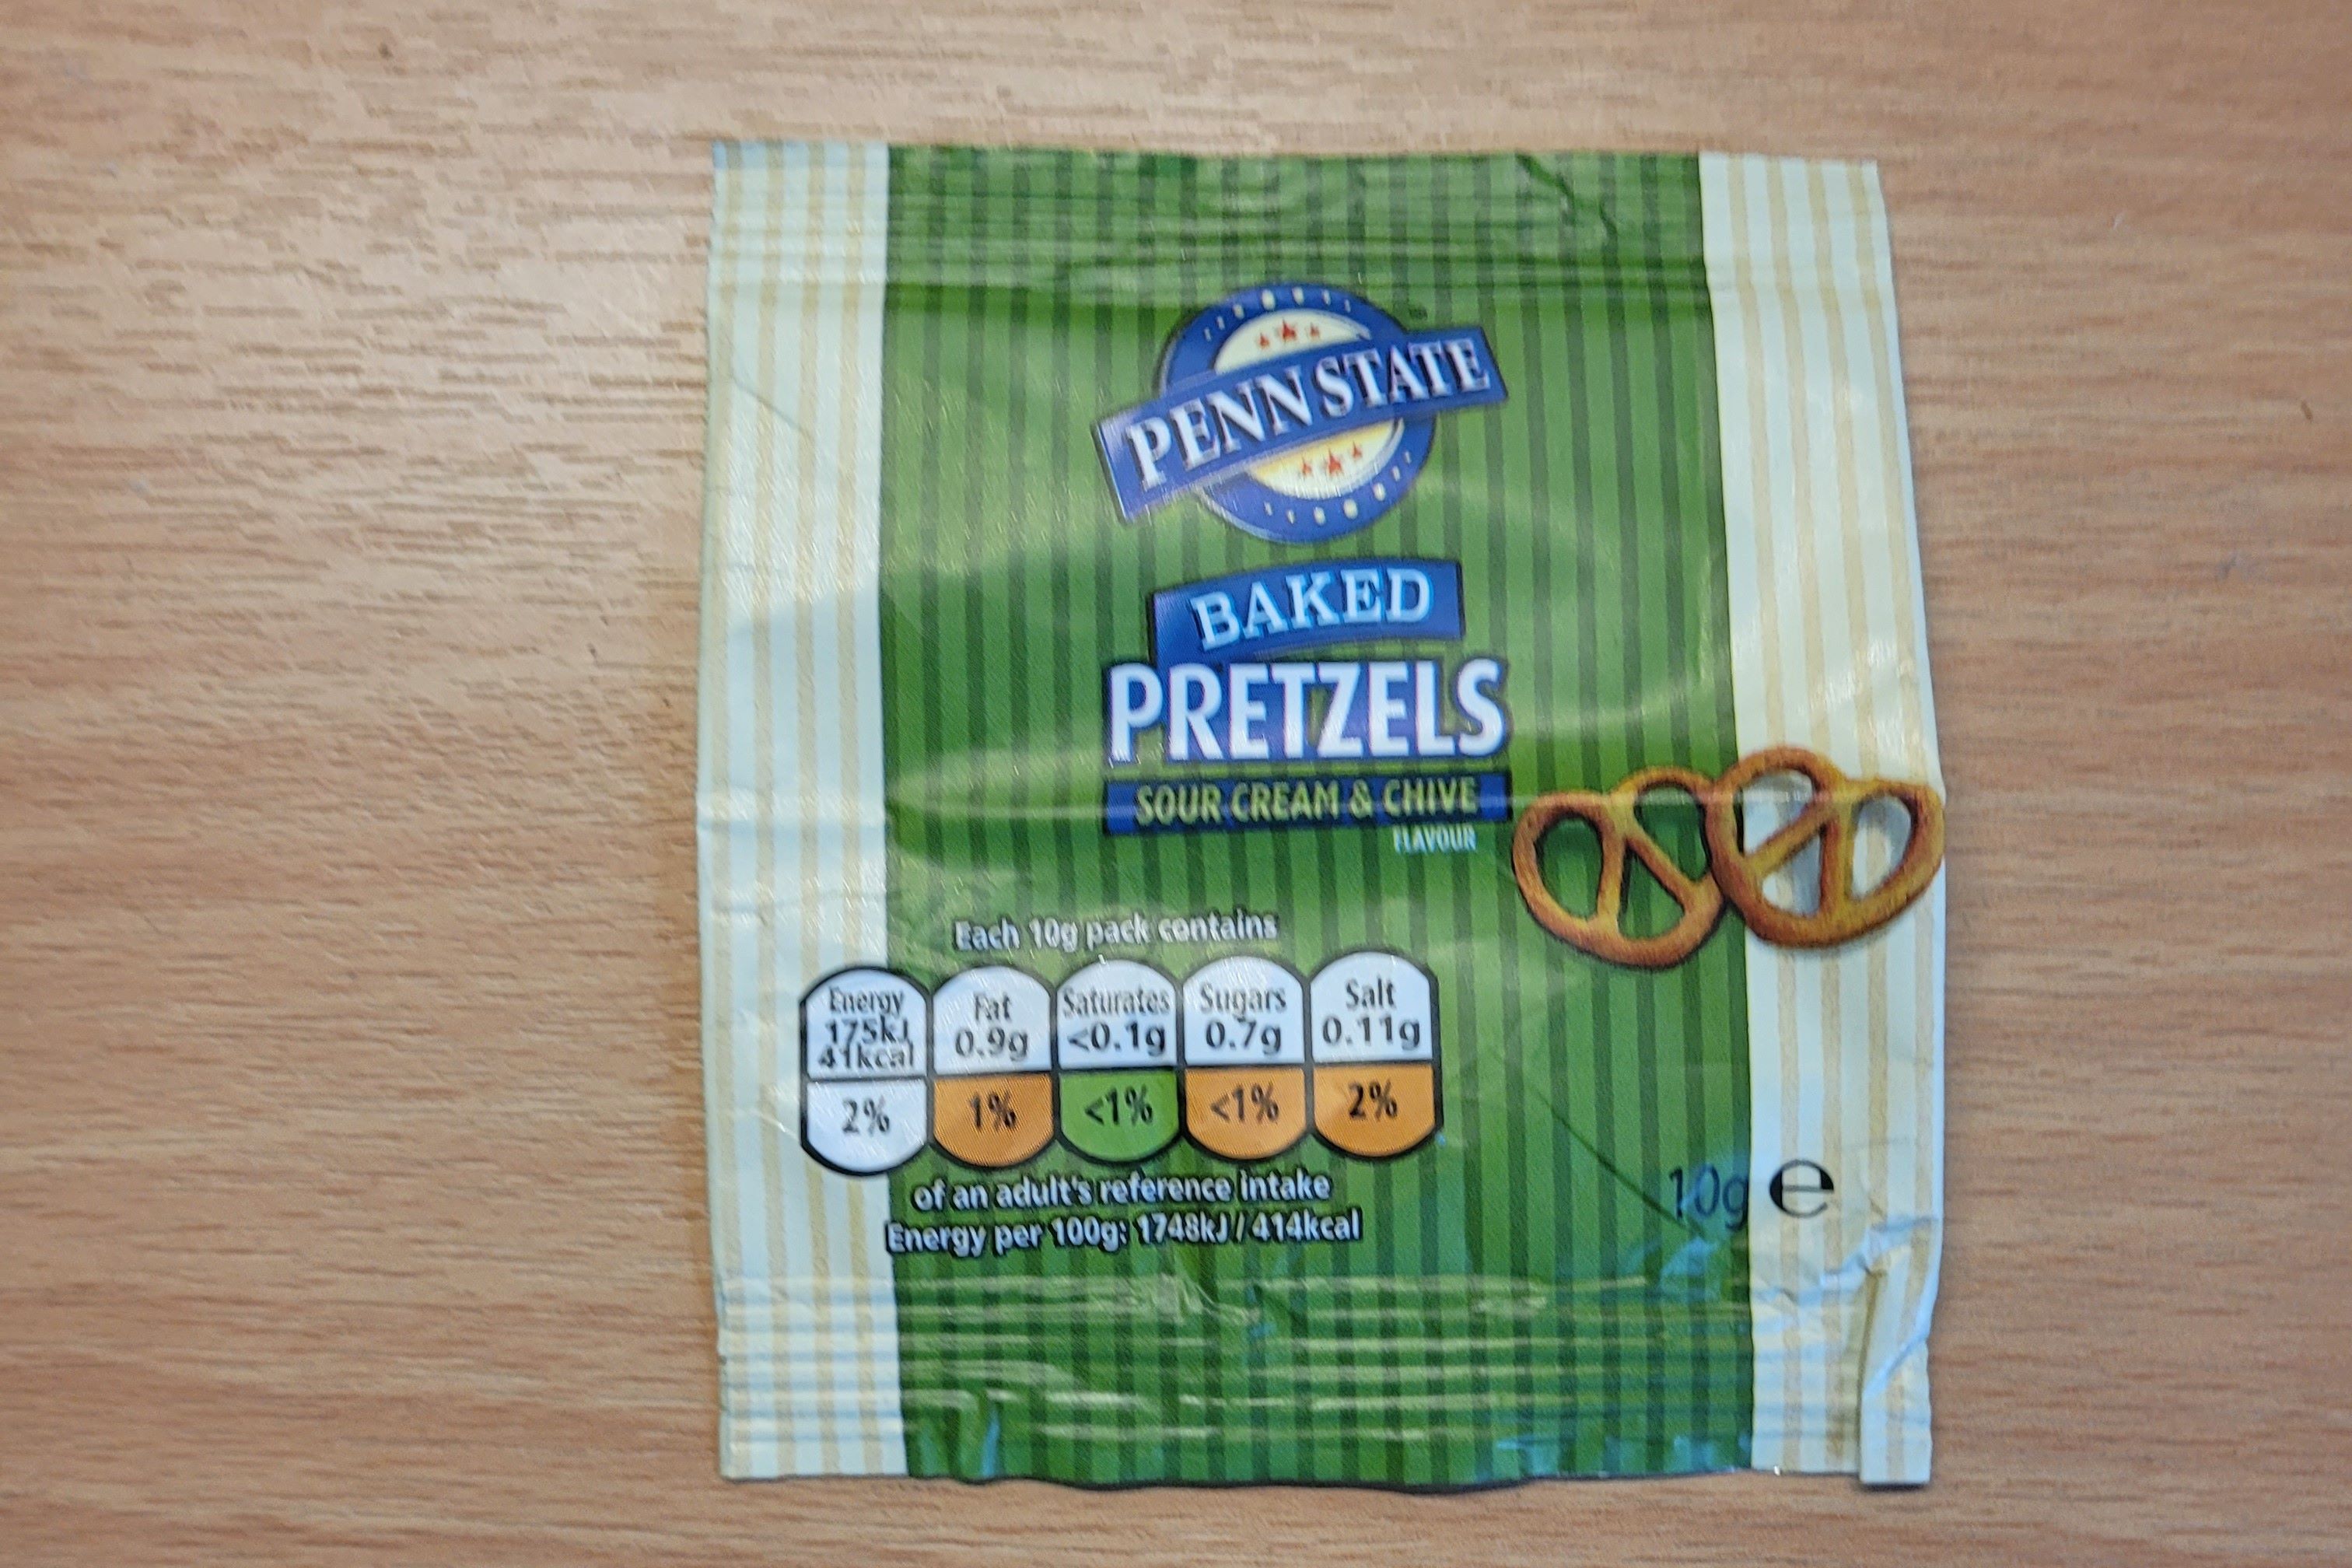 PENN STATE
BAKED
PRETZELS
SOUR CREAM & CHIVE
FLAVOUR
Each 10g pack contains
Energy 175kJ 41kcal 2%
Fat 0.9g 1%
Saturates <0.1g <1%
Sugars 0.7g <1%
Salt 0.11g 2%
of an adult's reference intake
Energy per 100g: 1748kJ / 414kcal
10g e